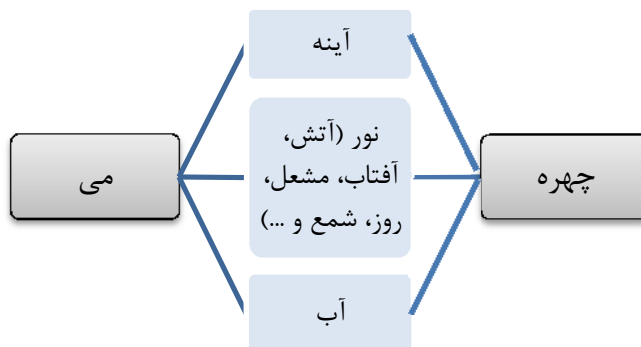 آینه
چهره
نور (آتش،
آفتاب، مشعل،
روز، شمع و ...)
می
آب